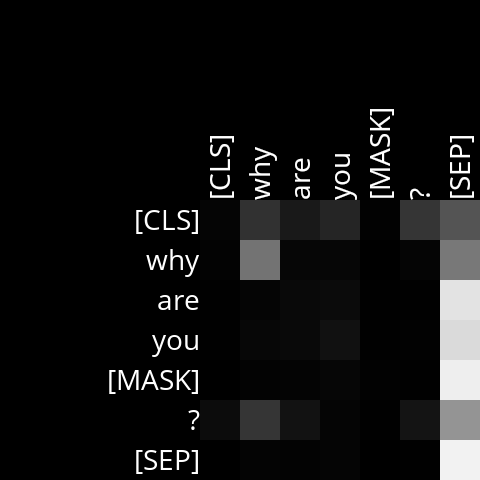 [CLS] why are you [MASK] ? [SEP]
[CLS]
why
are
you
[MASK]
?
[SEP]